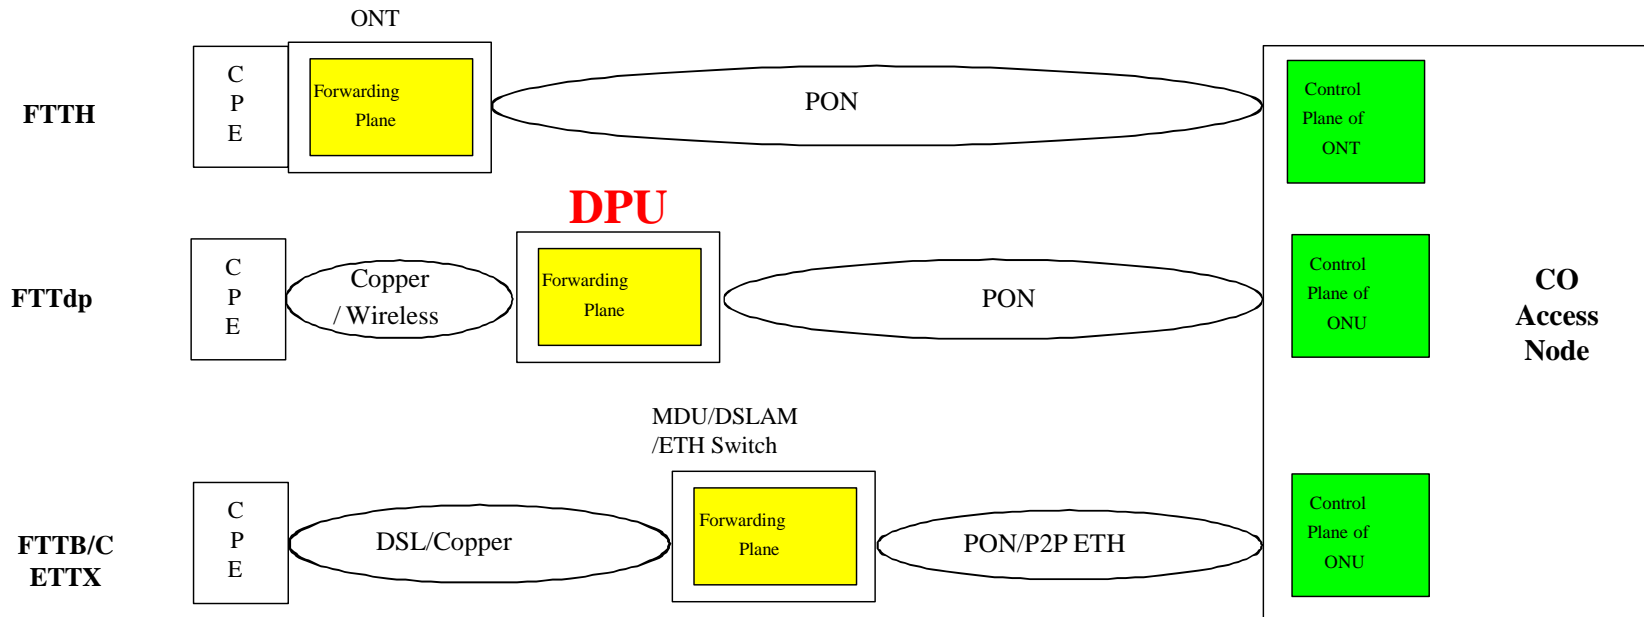 ONT
FTTH
C
P
E
Forwarding
Plane
PON
Control
Plane of
ONT
DPU
FTTdp
C
P
E
Copper
/ Wireless
Forwarding
Plane
PON
Control
Plane of
ONU
CO
Access
Node
MDU/DSLAM
/ETH Switch
FTTB/C
ETTX
C
P
E
DSL/Copper
Forwarding
Plane
PON/P2P ETH
Control
Plane of
ONU